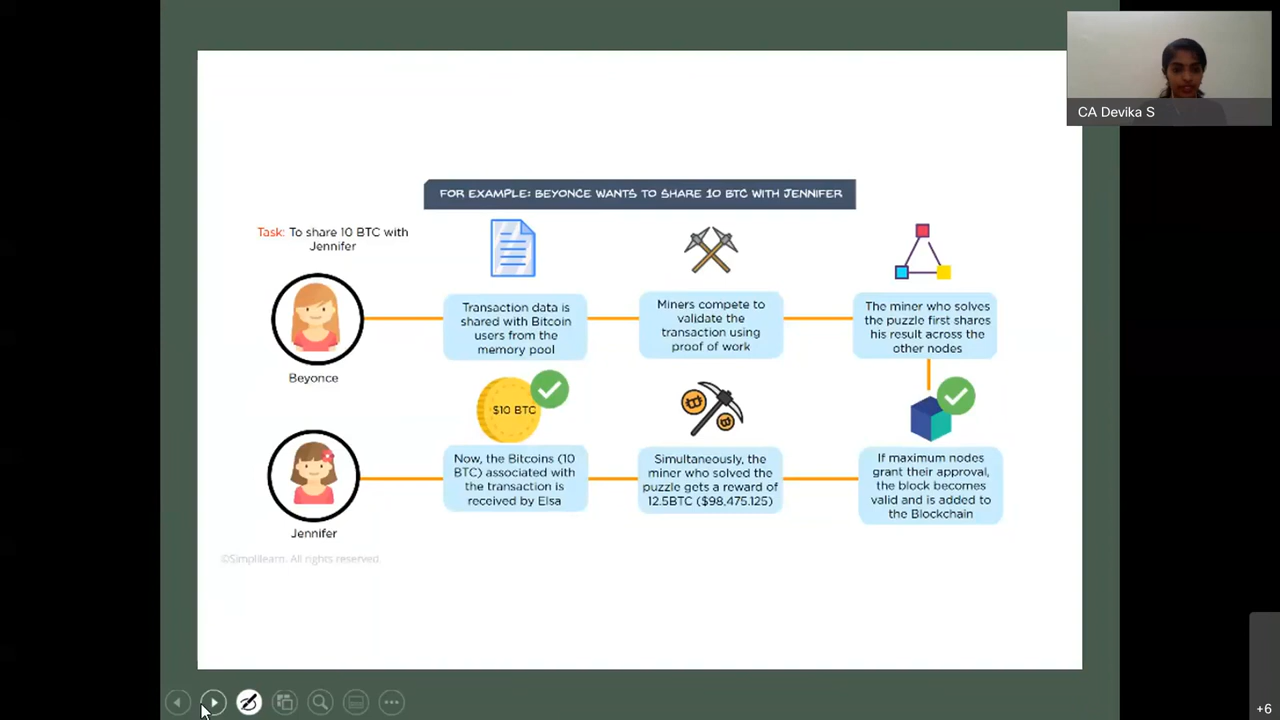 CA Devika S
FOR EXAMPLE: BEYONCE WANTS TO SHARE 10 BTC WITH JENNIFER
Task: To share 10 BTC with
Jennifer
Beyonce
Transaction data is
shared with Bitcoin
users from the
memory pool
Miners compete to
validate the
transaction using
proof of work
The miner who solves
the puzzle first shares
his result across the
other nodes
If maximum nodes
grant their approval,
the block becomes
valid and is added to
the Blockchain
Simultaneously, the
miner who solved the
puzzle gets a reward of
12.5BTC ($98,475.125)
$10 BTC
Now, the Bitcoins (10
BTC) associated with
the transaction is
received by Elsa
Jennifer
©Simplilearn. All rights reserved.
+6